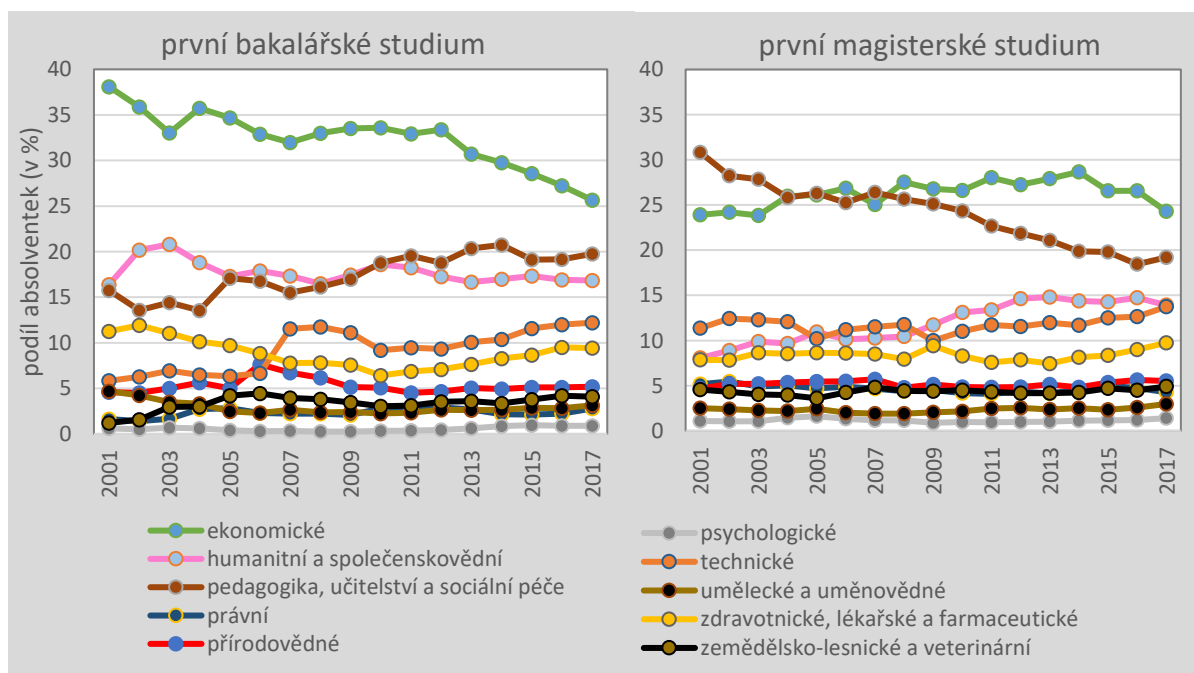 první bakalářské studium
podíl absolventek (v %)
40
35
30
25
20
15
10
5
0
2001
2003
2005
2007
2009
2011
2013
2015
2017
první magisterské studium
40
35
30
25
20
15
10
5
0
2001
2003
2005
2007
2009
2011
2013
2015
2017
ekonomické
humanitní a společenskovědní
pedagogika, učitelství a sociální péče
právní
přírodovědné
psychologické
technické
umělecké a uměnovědné
zdravotnické, lékařské a farmaceutické
zemědělsko-lesnické a veterinární